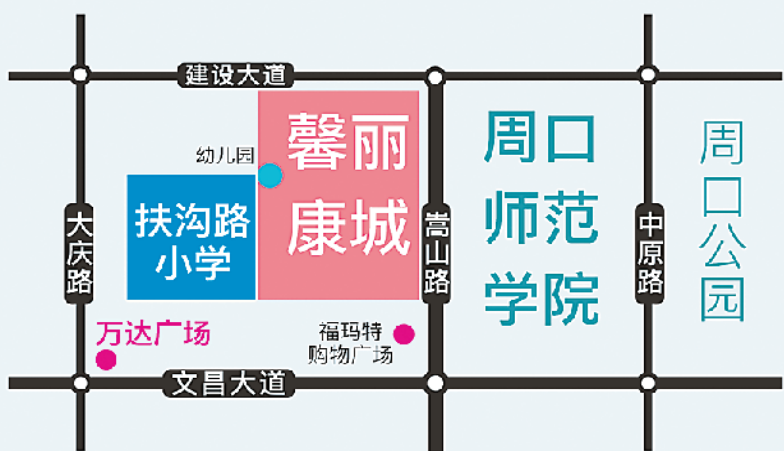 建设大道
馨丽
康城
幼儿园
扶沟路
小学
大庆路
嵩山路
周口
师范
学院
中原路
周口公园
万达广场
福玛特
购物广场
文昌大道